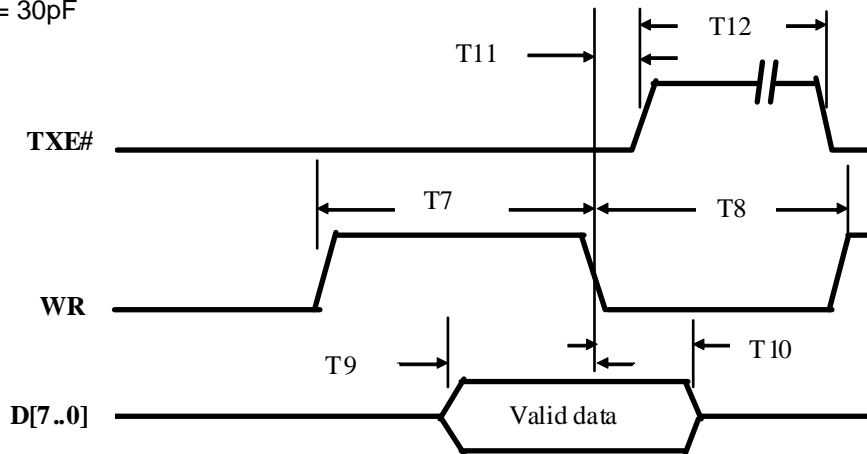 = 30pF
T12
T11
TXE#
T7
T8
WR
T9
T10
D[7..0]
Valid data